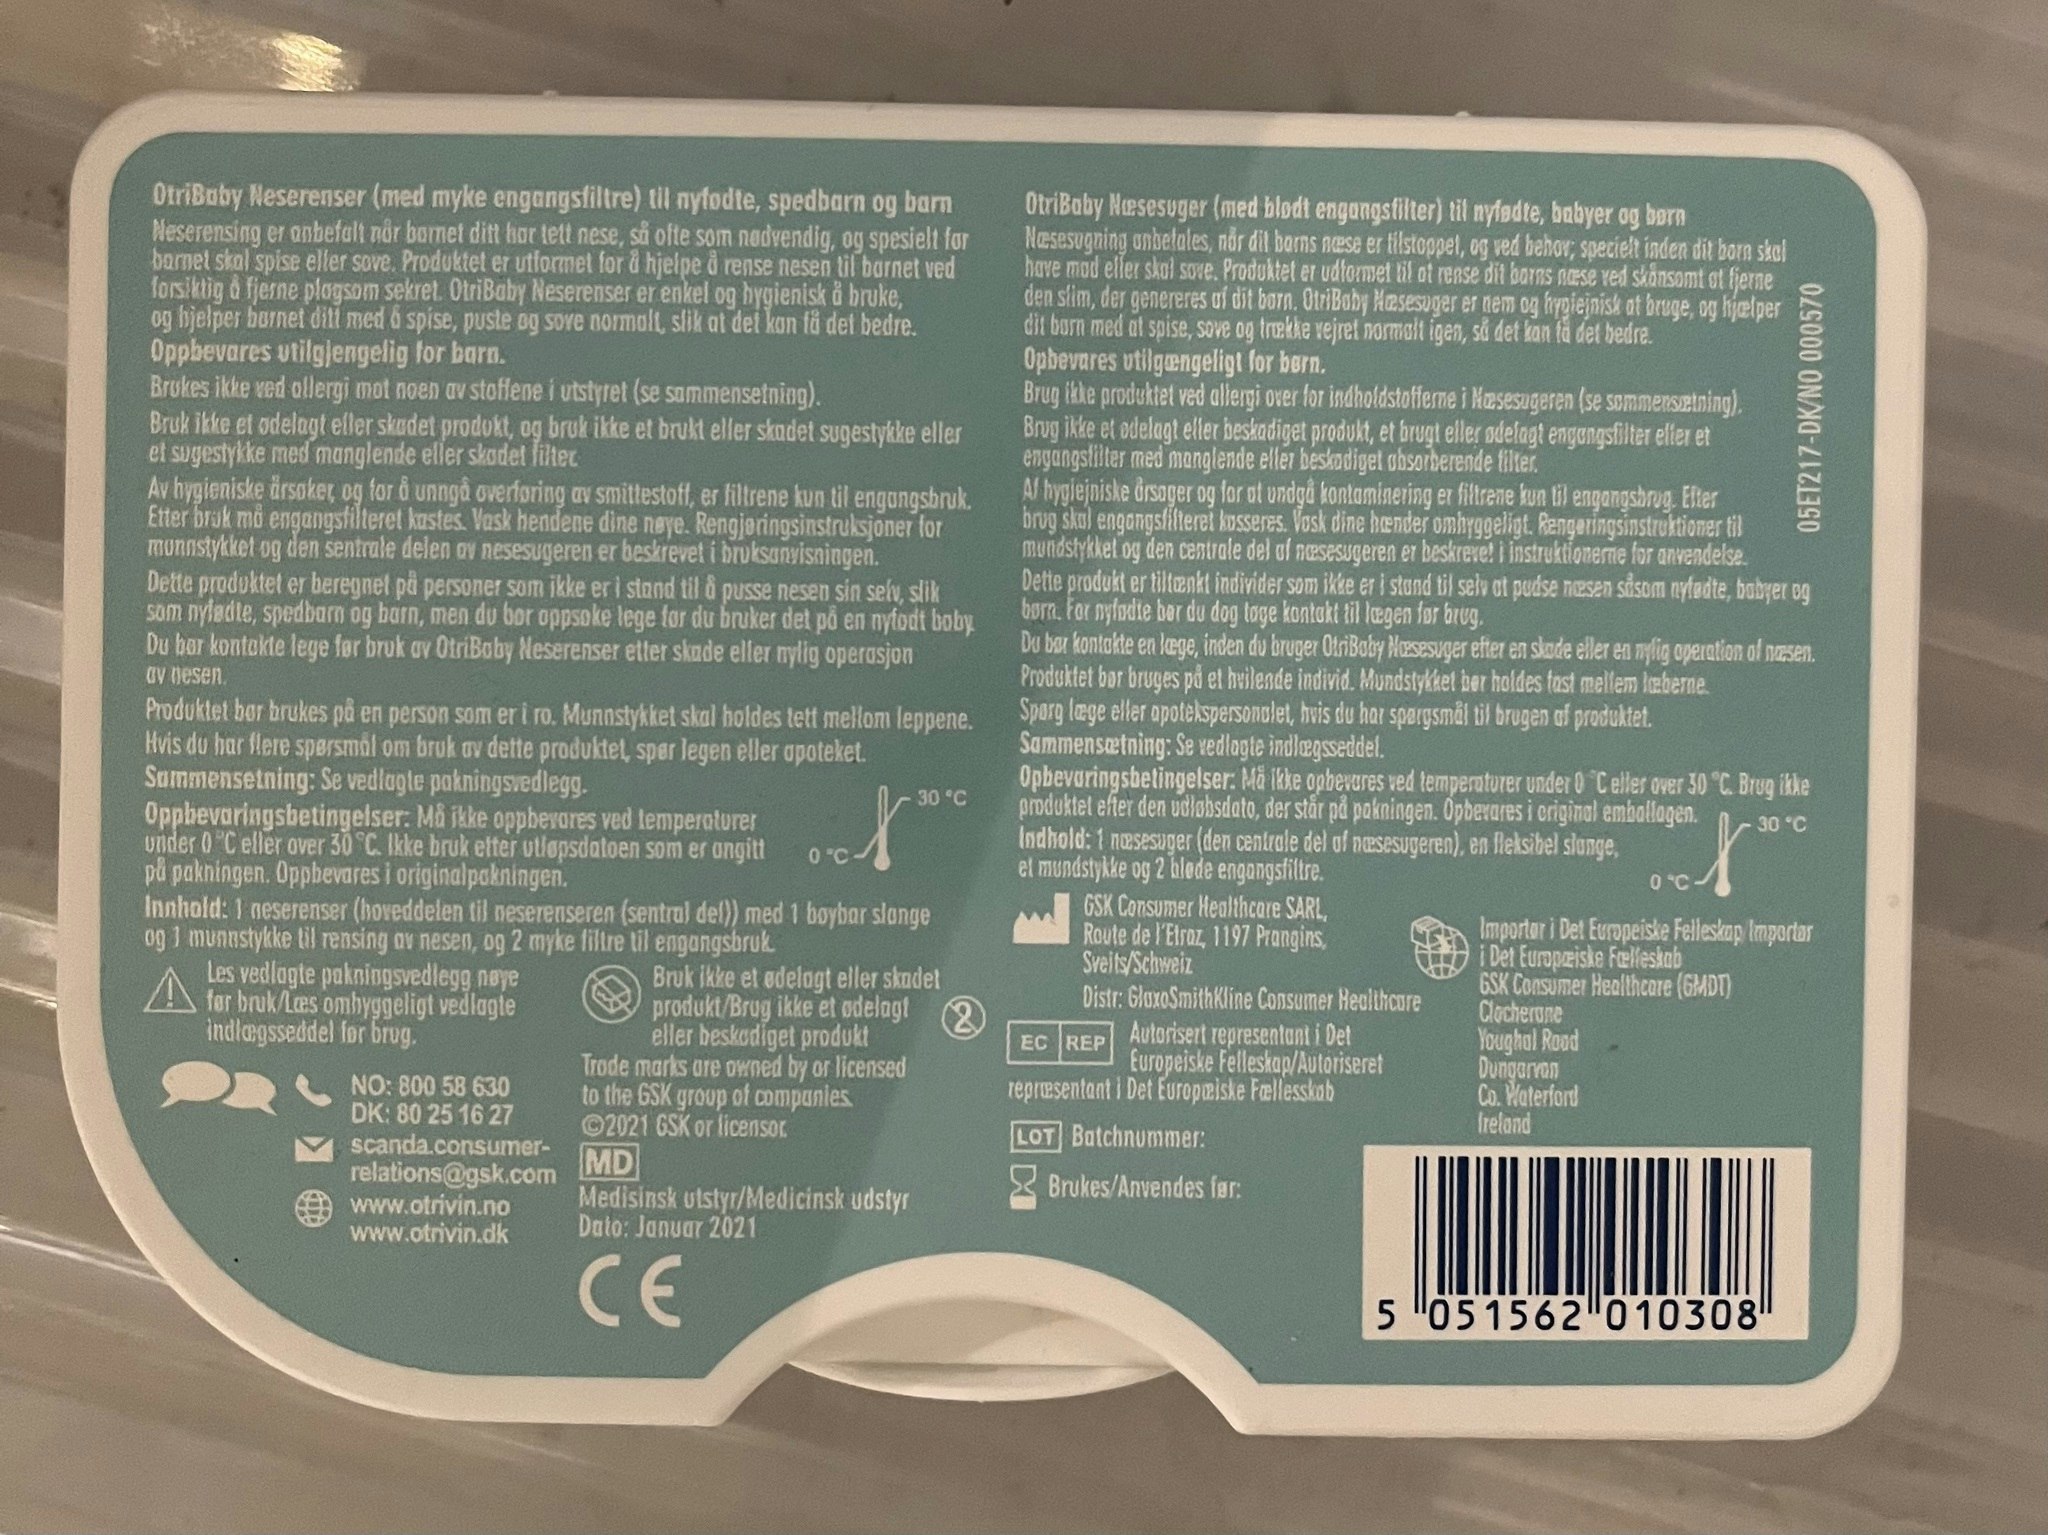 OtriBaby Neserenser (med myke engangsfiltre) til nyfødte, spedbarn og barn
Neserensing er anbefalt når barnet ditt har tett nese, så ofte som nødvendig, og spesielt før
barnet skal spise eller sove. Produktet er utformet for å hjelpe å rense nesen til barnet ved
forsiktig å fjerne plagsom sekret. OtriBaby Neserenser er enkel og hygienisk å bruke,
og hjelper barnet ditt med å spise, puste og sove normalt, slik at det kan få det bedre.
Oppbevares utilgjengelig for barn.
Brukes ikke ved allergi mot noen av stoffene i utstyret (se sammensetning).
Bruk ikke et ødelagt eller skadet produkt, og bruk ikke et brukt eller skadet sugestykke eller
et sugestykke med manglende eller skadet filter.
Av hygieniske årsaker, og for å unngå overføring av smittestoff, er filtrene kun til engangsbruk.
Etter bruk må engangsfilteret kastes. Vask hendene dine nøye. Rengjøringsinstruksjoner for
munnstykket og den sentrale delen av nesesugeren er beskrevet i bruksanvisningen.
Dette produktet er beregnet på personer som ikke er i stand til å pusse nesen sin selv, slik
som nyfødte, spedbarn og barn, men du bør oppsøke lege før du bruker det på en nyfødt baby.
Du bør kontakte lege før bruk av OtriBaby Neserenser etter skade eller nylig operasjon
av nesen.
Produktet bør brukes på en person som er i ro. Munnstykket skal holdes tett mellom leppene.
Hvis du har flere spørsmål om bruk av dette produktet, spør legen eller apoteket.
Sammensetning: Se vedlagte pakningsvedlegg.
Oppbevaringsbetingelser: Må ikke oppbevares ved temperaturer
under 0 °C eller over 30 °C. Ikke bruk etter utløpsdatoen som er angitt
på pakningen. Oppbevares i originalpakningen.
30 °C
0 °C
Innhold: 1 neserenser (hoveddelen til neserenseren (sentral del)) med 1 bøybar slange
og 1 munnstykke til rensing av nesen, og 2 myke filtre til engangsbruk.
Les vedlagte pakningsvedlegg nøye
før bruk/Læs omhyggeligt vedlagte
indlægsseddel før brug.
Bruk ikke et ødelagt eller skadet
produkt/Brug ikke et ødelagt
eller beskadiget produkt
2
NO: 800 58 630
DK: 80 25 16 27
scanda.consumer-
relations@gsk.com
www.otrivin.no
www.otrivin.dk
Trade marks are owned by or licensed
to the GSK group of companies.
©2021 GSK or licensor.
MD
Medisinsk utstyr/Medicinsk udstyr
Dato: Januar 2021
CE
OtriBaby Næsesuger (med blødt engangsfilter) til nyfødte, babyer og børn
Næsesugning anbefales, når dit barns næse er tilstoppet, og ved behov; specielt inden dit barn skal
have mad eller skal sove. Produktet er udformet til at rense dit barns næse ved skånsomt at fjerne
den slim, der genereres af dit barn. OtriBaby Næsesuger er nem og hygiejnisk at bruge, og hjælper
dit barn med at spise, sove og trække vejret normalt igen, så det kan få det bedre.
Opbevares utilgængeligt for børn.
Brug ikke produktet ved allergi over for indholdstofferne i Næsesugeren (se sammensætning).
Brug ikke et ødelagt eller beskadiget produkt, et brugt eller ødelagt engangsfilter eller et
engangsfilter med manglende eller beskadiget absorberende filter.
Af hygiejniske årsager og for at undgå kontaminering er filtrene kun til engangsbrug. Efter
brug skal engangsfilteret kasseres. Vask dine hænder omhyggeligt. Rengøringsinstruktioner til
mundstykket og den centrale del af næsesugeren er beskrevet i instruktionerne for anvendelse.
Dette produkt er tiltænkt individer som ikke er i stand til selv at pudse næsen såsom nyfødte, babyer og
børn. For nyfødte bør du dog tage kontakt til lægen før brug.
Du bør kontakte en læge, inden du bruger OtriBaby Næsesuger efter en skade eller en nylig operation af næsen.
Produktet bør bruges på et hvilende individ. Mundstykket bør holdes fast mellem læberne.
Spørg læge eller apotekspersonalet, hvis du har spørgsmål til brugen af produktet.
Sammensætning: Se vedlagte indlægsseddel.
Opbevaringsbetingelser: Må ikke opbevares ved temperaturer under 0 °C eller over 30 °C. Brug ikke
produktet efter den udløbsdato, der står på pakningen. Opbevares i original emballagen.
Indhold: 1 næsesuger (den centrale del af næsesugeren), en fleksibel slange,
et mundstykke og 2 bløde engangsfiltre.
30 °C
0 °C
GSK Consumer Healthcare SARL,
Route de l'Etraz, 1197 Prangins,
Sveits/Schweiz
Distr: GlaxoSmithKline Consumer Healthcare
EC REP
Autorisert representant i Det
Europeiske Felleskap/Autoriseret
repræsentant i Det Europæiske Fællesskab
LOT Batchnummer:
Brukes/Anvendes før:
Importør i Det Europeiske Felleskap/Importør
i Det Europæiske Fælleskab
GSK Consumer Healthcare (GMDT)
Clocherane
Youghal Road
Dungarvan
Co. Waterford
Ireland
5 051562 010308
05ET217-DK/NO 000570